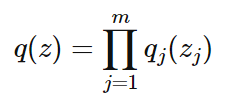 q(z) = ∏_{j=1}^{m} q_j(z_j)